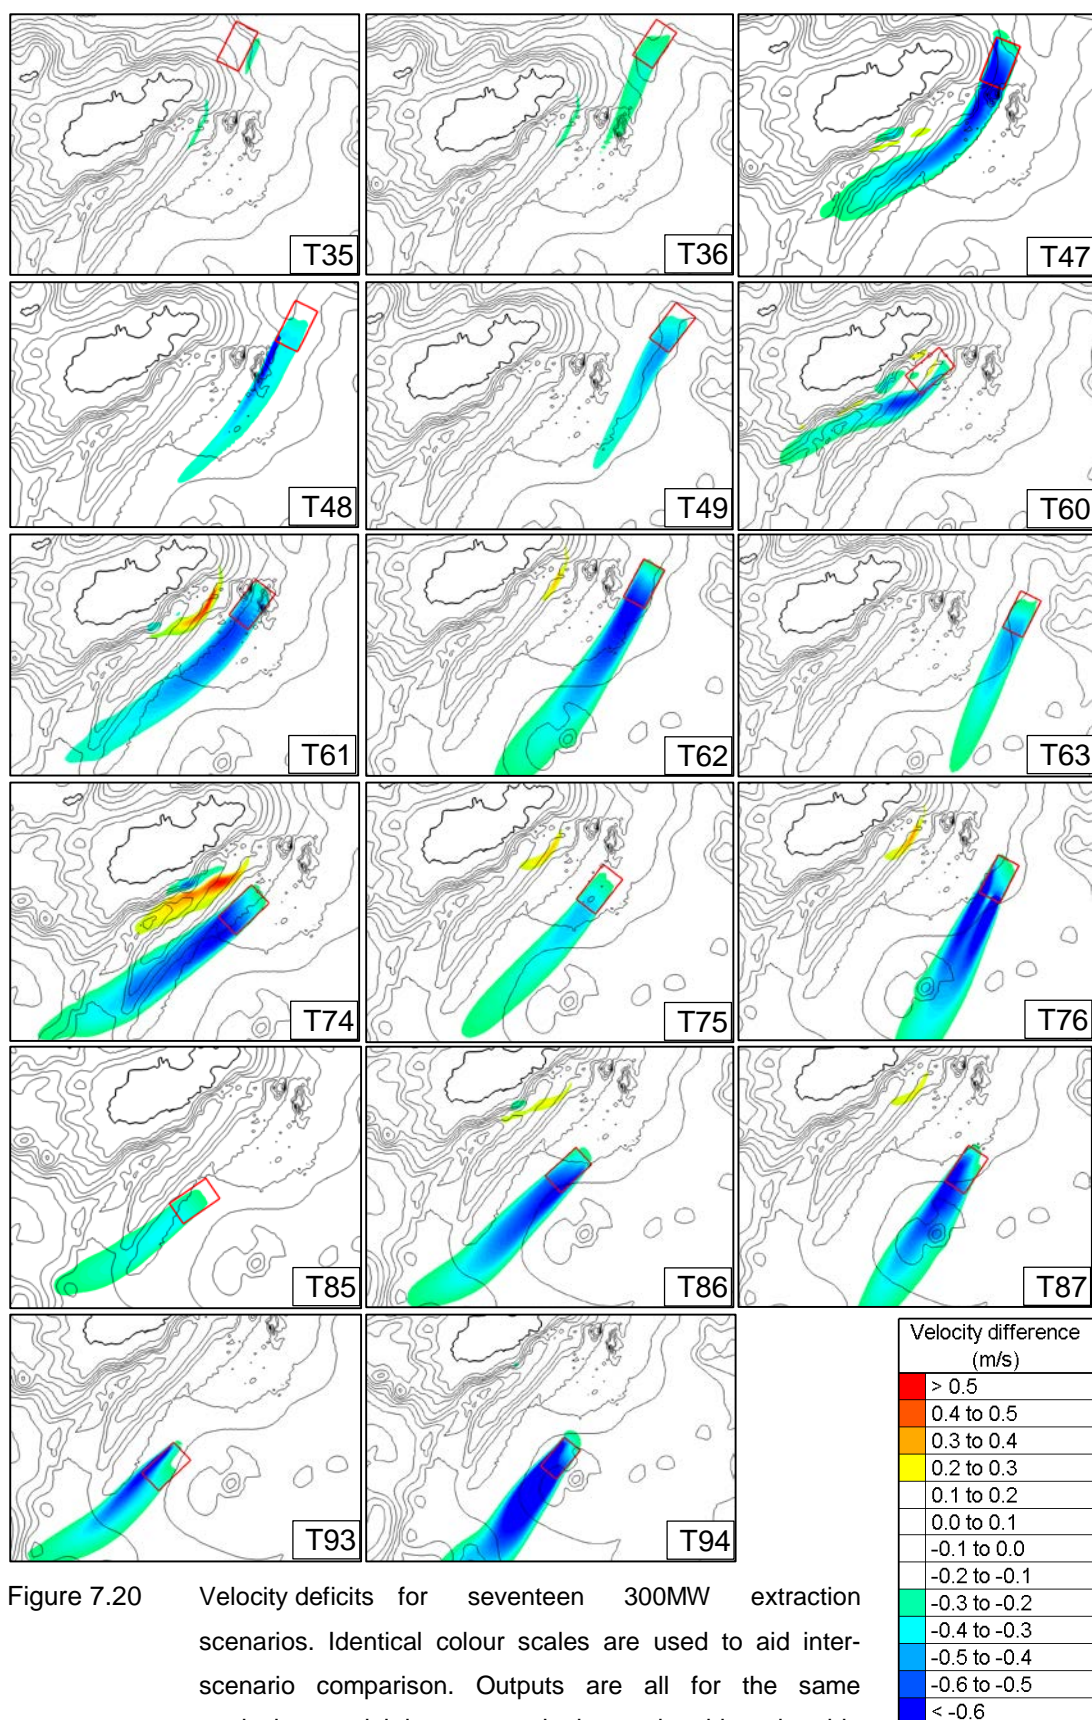 T35
T36
T47
T48
T49
T60
T61
T62
T63
T74
T75
T76
T85
T86
T87
T93
T94
Velocity difference
(m/s)
> 0.5
0.4 to 0.5
0.3 to 0.4
0.2 to 0.3
0.1 to 0.2
0.0 to 0.1
-0.1 to 0.0
-0.2 to -0.1
-0.3 to -0.2
-0.4 to -0.3
-0.5 to -0.4
-0.6 to -0.5
< -0.6
Figure 7.20 Velocity deficits for seventeen 300MW extraction
scenarios. Identical colour scales are used to aid inter-
scenario comparison. Outputs are all for the same